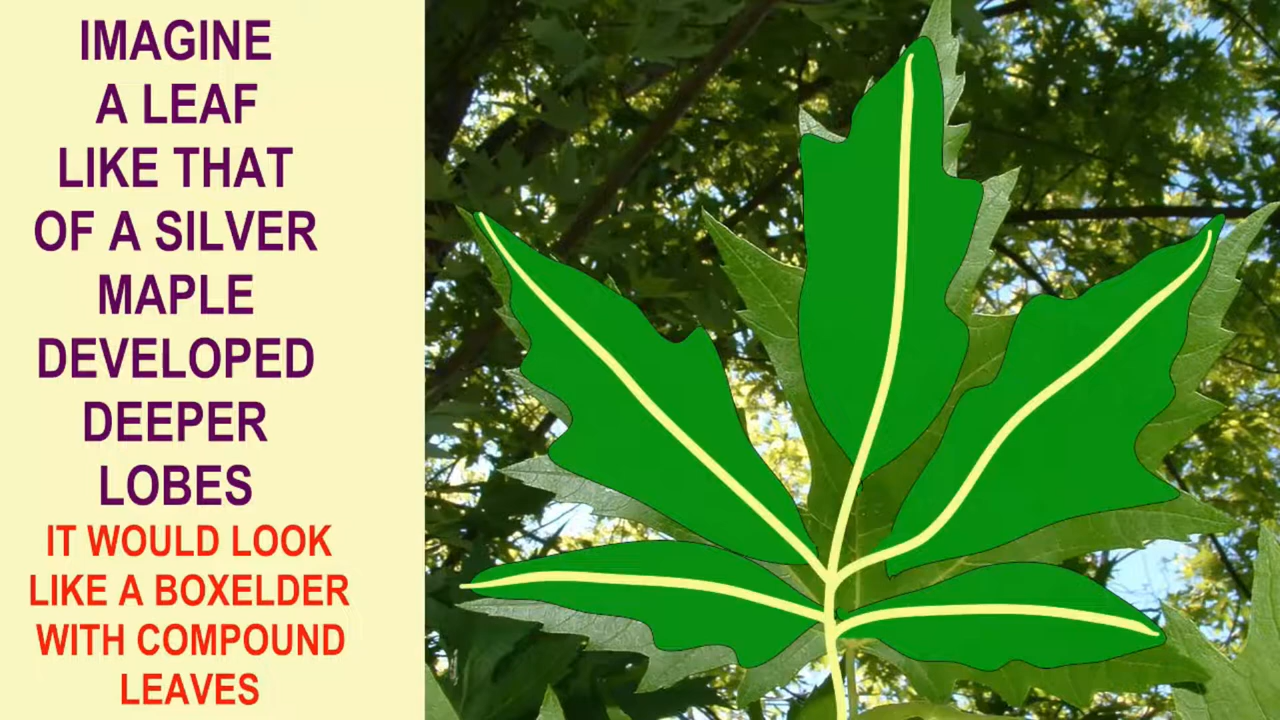 IMAGINE
A LEAF
LIKE THAT
OF A SILVER
MAPLE
DEVELOPED
DEEPER
LOBES
IT WOULD LOOK
LIKE A BOXELDER
WITH COMPOUND
LEAVES